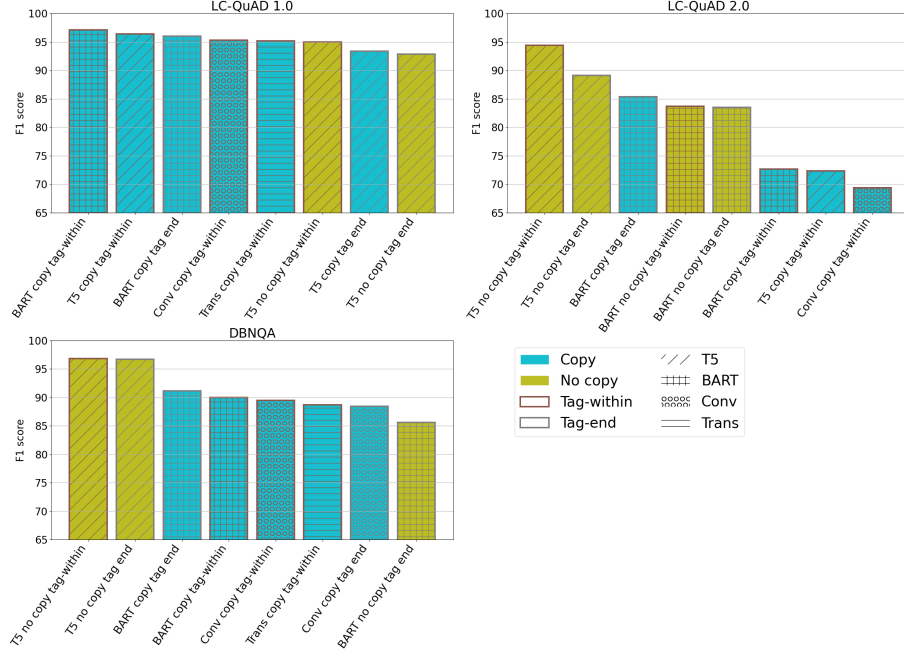 LC-QuAD 1.0
F1 score
100
95
90
85
80
75
70
65
BART copy tag-within
T5 copy tag-within
BART copy tag end
Conv copy tag-within
Trans copy tag-within
T5 no copy tag-within
T5 copy tag end
T5 no copy tag end
LC-QuAD 2.0
F1 score
100
95
90
85
80
75
70
65
T5 no copy tag-within
T5 no copy tag end
BART copy tag end
BART no copy tag-within
BART no copy tag end
BART copy tag-within
T5 copy tag-within
Conv copy tag-within
DBNQA
F1 score
100
95
90
85
80
75
70
65
T5 no copy tag-within
T5 no copy tag end
BART copy tag end
BART copy tag-within
Conv copy tag-within
Trans copy tag-within
Conv copy tag end
BART no copy tag end
Copy
No copy
Tag-within
Tag-end
T5
BART
Conv
Trans